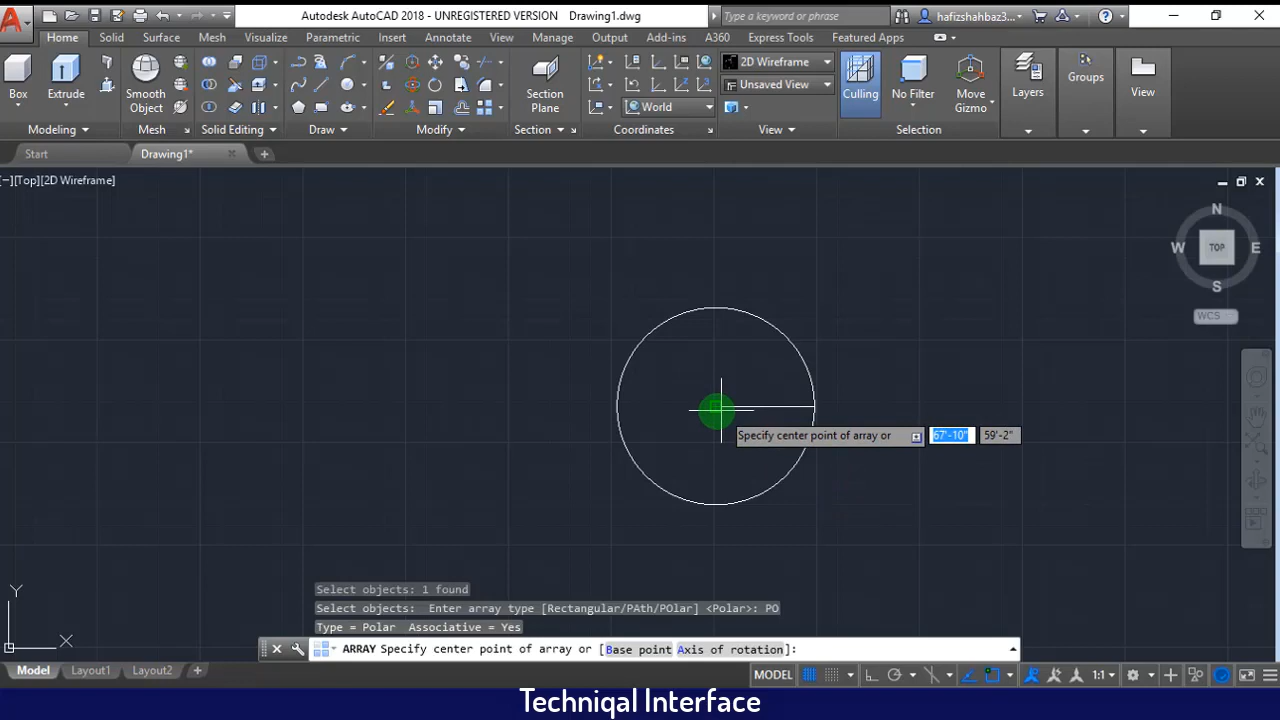 Autodesk AutoCAD 2018 - UNREGISTERED VERSION Drawing1.dwg
Type a keyword or phrase
hafizshahbaz3...
Home Solid Surface Mesh Visualize Parametric Insert Annotate View Manage Output Add-ins A360 Express Tools Featured Apps
Box Extrude Smooth Object Section Plane World 2D Wireframe Unsaved View Culling No Filter Move Gizmo Layers Groups View
Modeling Mesh Solid Editing Draw Modify Section Coordinates View Selection
Start Drawing1*
[−][Top][2D Wireframe]
N
W TOP E
S
WCS
Specify center point of array or 67'-10" 59'-2"
Y
X
Select objects: 1 found
Select objects: Enter array type [Rectangular/PAth/POlar] <Polar>: PO
Type = Polar Associative = Yes
ARRAY Specify center point of array or [Base point Axis of rotation]:
Model Layout1 Layout2 MODEL 1:1
Techniqal Interface